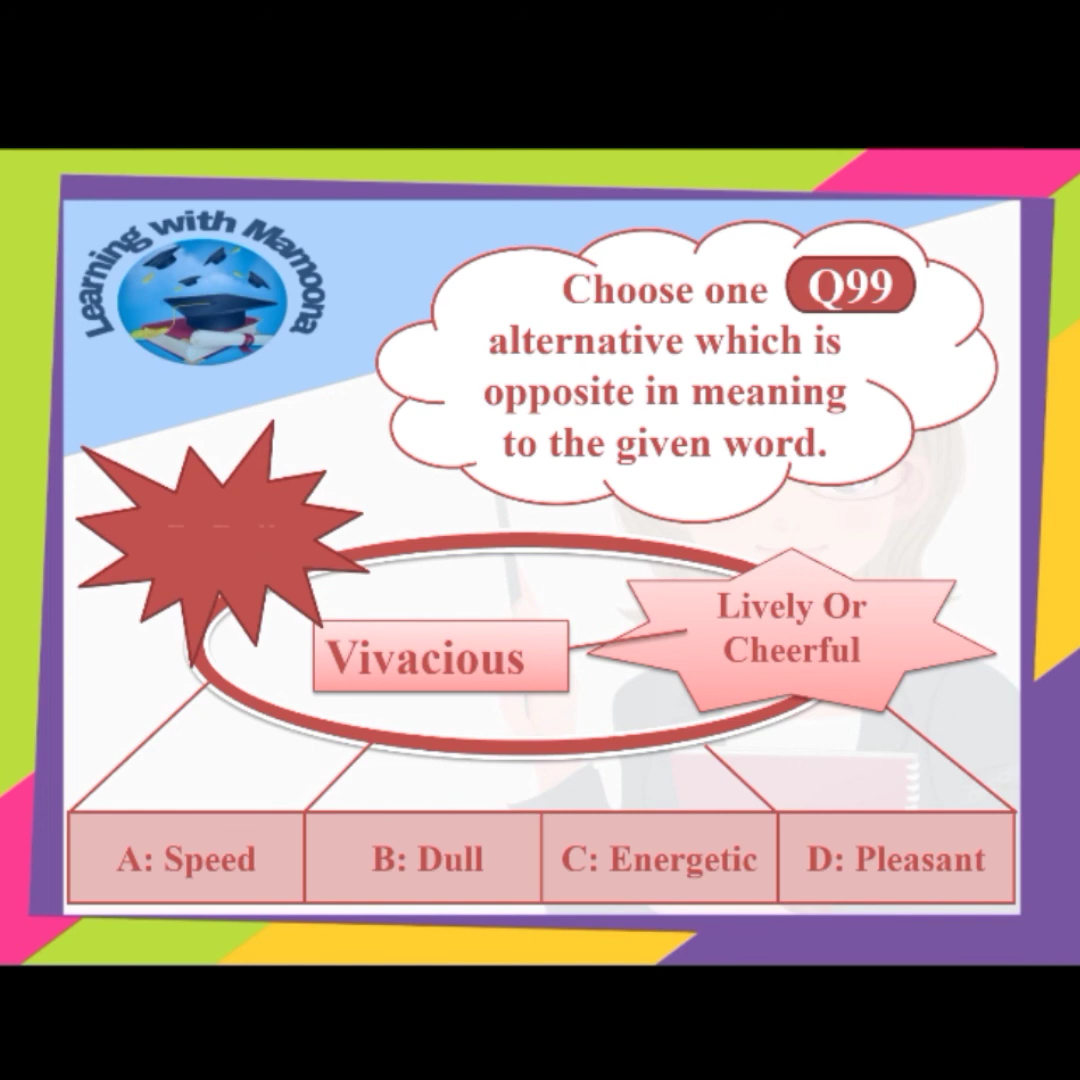 Learning with Mamoona
Choose one Q99
alternative which is
opposite in meaning
to the given word.
Lively Or
Cheerful
Vivacious
A: Speed
B: Dull
C: Energetic
D: Pleasant